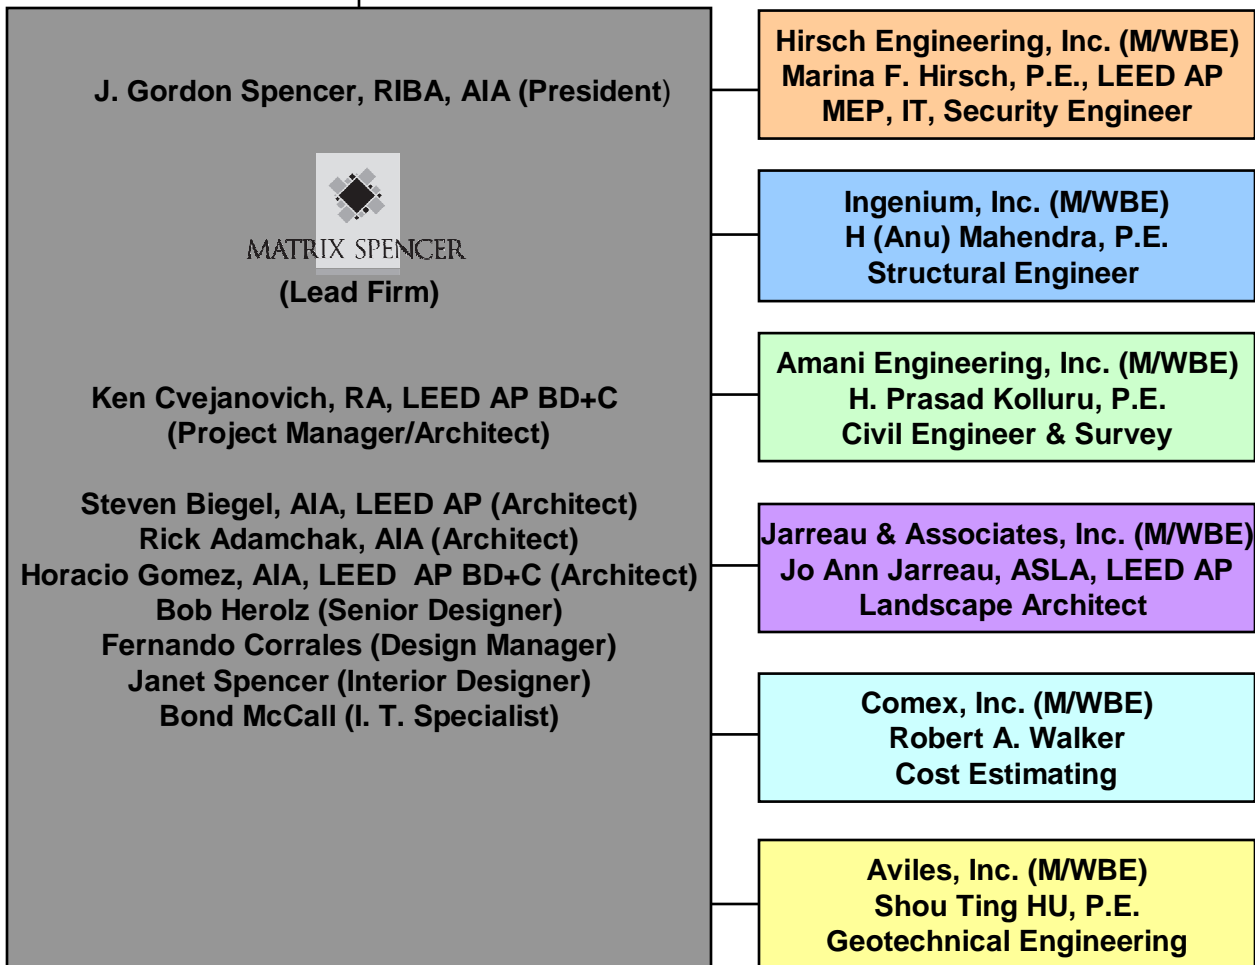 J. Gordon Spencer, RIBA, AIA (President)
MATRIX SPENCER
(Lead Firm)
Ken Cvejanovich, RA, LEED AP BD+C
(Project Manager/Architect)
Steven Biegel, AIA, LEED AP (Architect)
Rick Adamchak, AIA (Architect)
Horacio Gomez, AIA, LEED  AP BD+C (Architect)
Bob Herolz (Senior Designer)
Fernando Corrales (Design Manager)
Janet Spencer (Interior Designer)
Bond McCall (I. T. Specialist)
Hirsch Engineering, Inc. (M/WBE)
Marina F. Hirsch, P.E., LEED AP
MEP, IT, Security Engineer
Ingenium, Inc. (M/WBE)
H (Anu) Mahendra, P.E.
Structural Engineer
Amani Engineering, Inc. (M/WBE)
H. Prasad Kolluru, P.E.
Civil Engineer & Survey
Jarreau & Associates, Inc. (M/WBE)
Jo Ann Jarreau, ASLA, LEED AP
Landscape Architect
Comex, Inc. (M/WBE)
Robert A. Walker
Cost Estimating
Aviles, Inc. (M/WBE)
Shou Ting HU, P.E.
Geotechnical Engineering